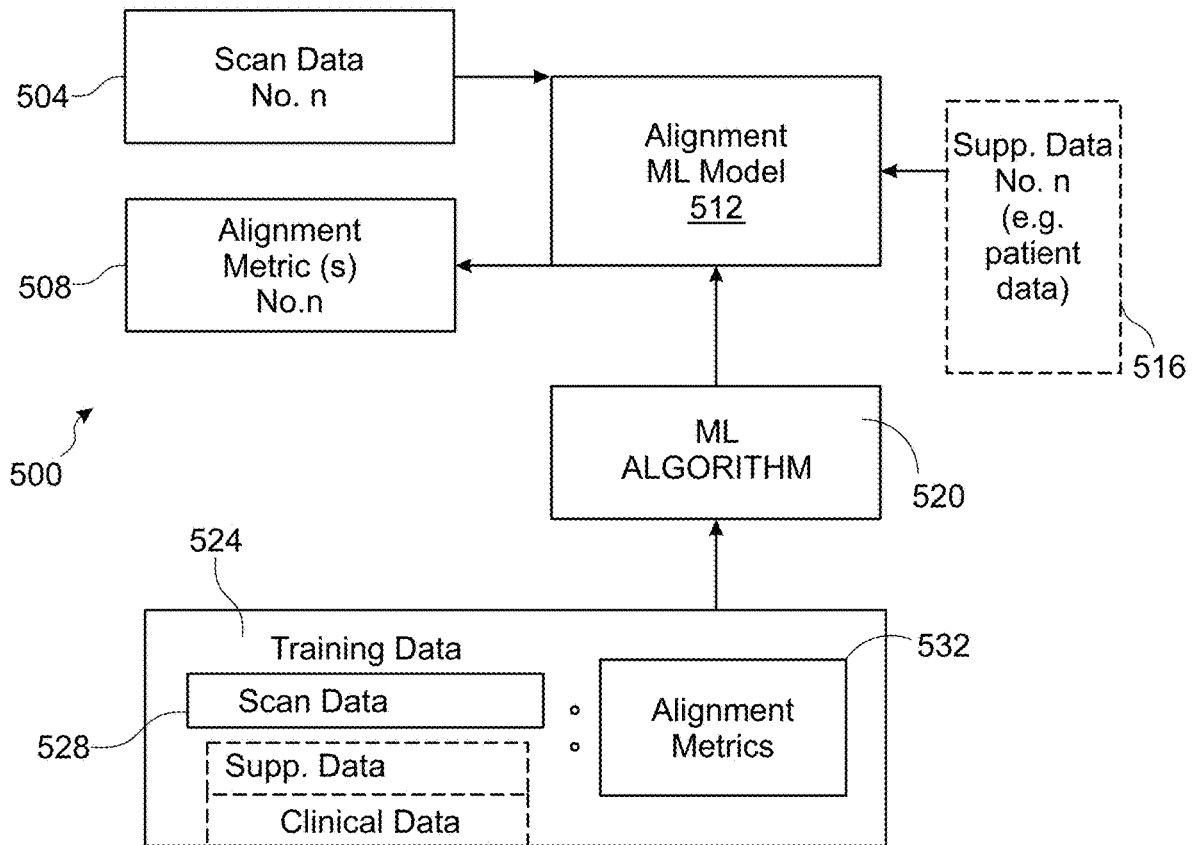 Scan Data
No. n
504
Alignment
ML Model
512
Supp. Data
No. n
(e.g.
patient
data)
516
Alignment
Metric (s)
No.n
508
500
ML
ALGORITHM
520
524
Training Data
532
Scan Data
528
Alignment
Metrics
Supp. Data
Clinical Data